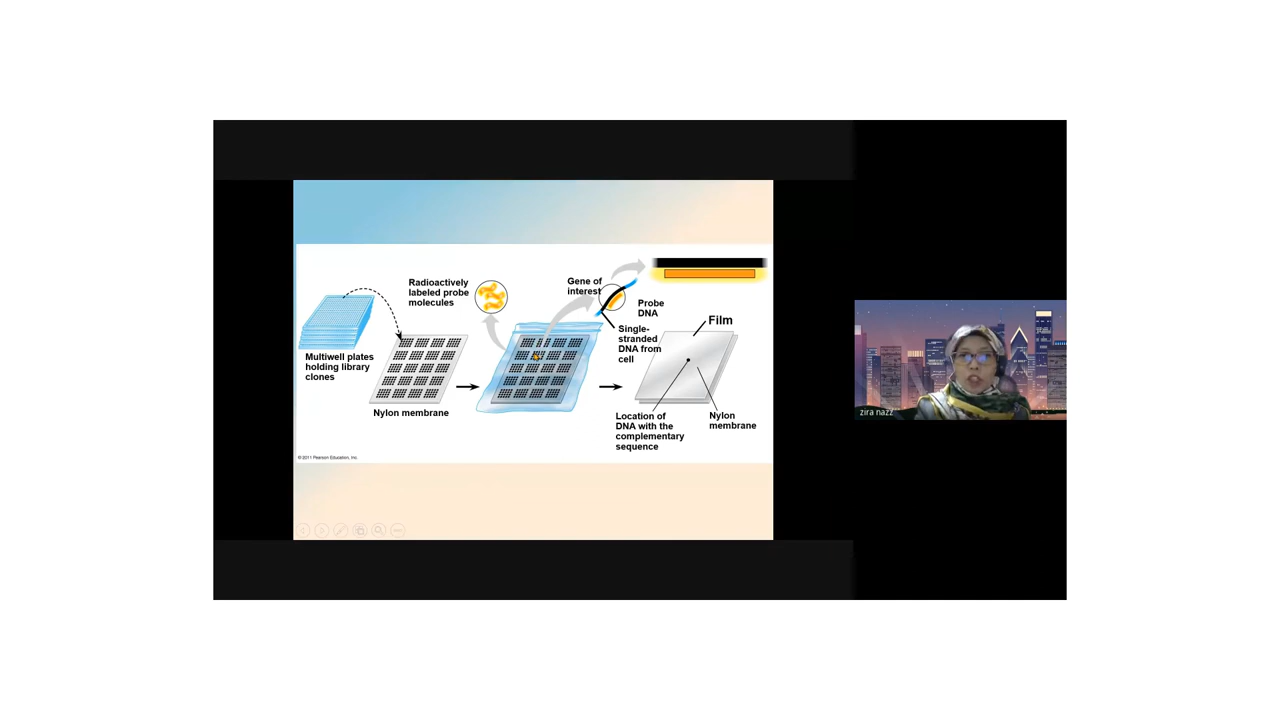 Radioactively
labeled probe
molecules
Gene of
interest
Probe
DNA
Single-
stranded
DNA from
cell
Film
Multiwell plates
holding library
clones
Nylon membrane
Location of
DNA with the
complementary
sequence
Nylon
membrane
© 2011 Pearson Education, Inc.
zira nazz